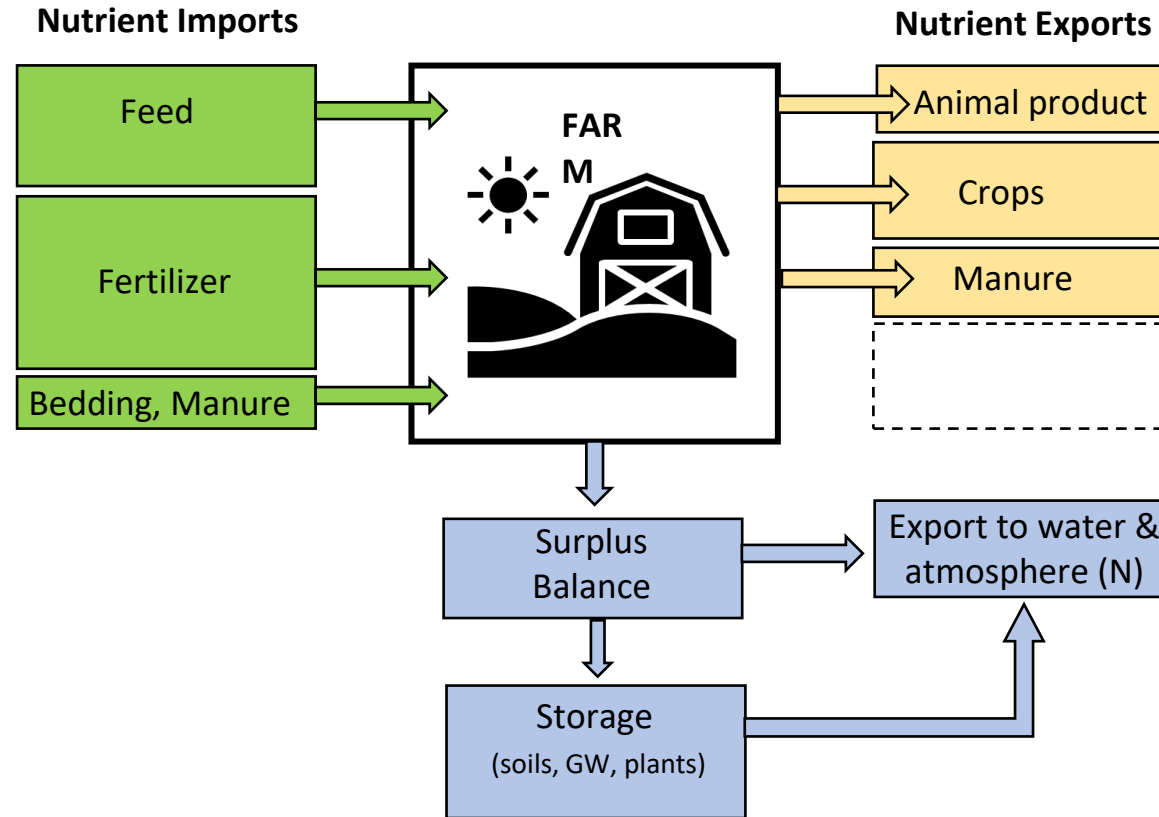 Nutrient Imports
Nutrient Exports
Feed
Fertilizer
Bedding, Manure
FAR
M
Animal product
Crops
Manure
Surplus
Balance
Export to water &
atmosphere (N)
Storage
(soils, GW, plants)